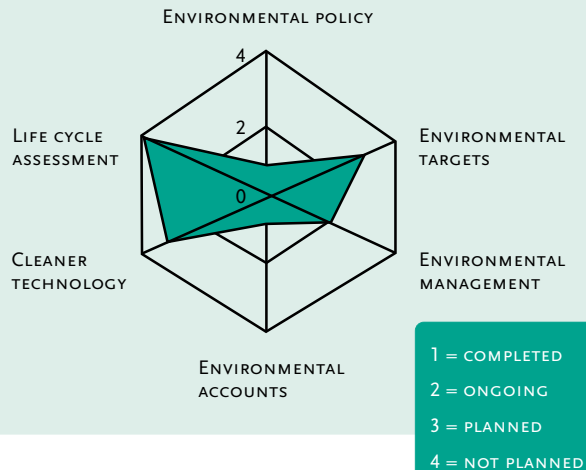 Environmental policy
4
Life cycle
assessment
2
Environmental
targets
0
Cleaner
technology
Environmental
management
Environmental
accounts
1 = completed
2 = ongoing
3 = planned
4 = not planned